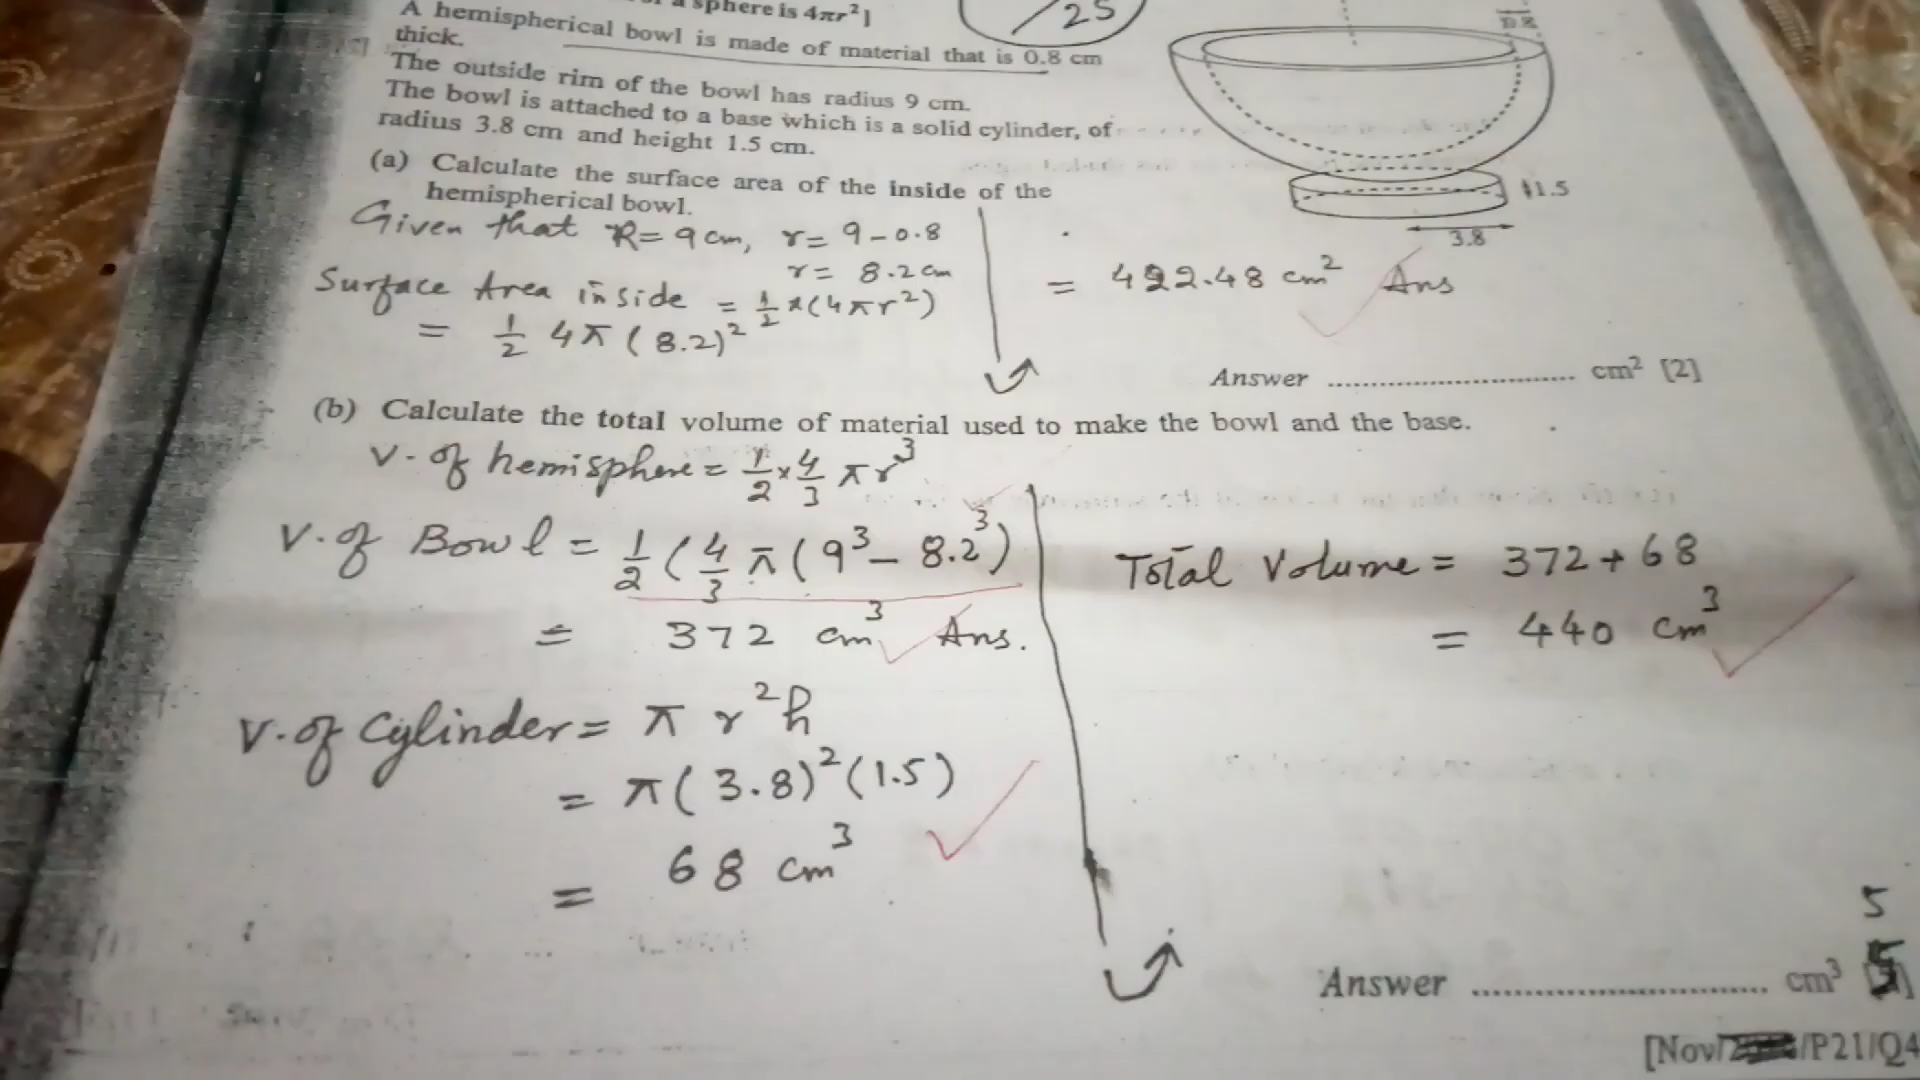 a sphere is 4πr²]
/25
A hemispherical bowl is made of material that is 0.8 cm
thick.
The outside rim of the bowl has radius 9 cm.
The bowl is attached to a base which is a solid cylinder, of
radius 3.8 cm and height 1.5 cm.
0.8
1.5
3.8
(a) Calculate the surface area of the inside of the
hemispherical bowl.
Given that R= 9 cm, r= 9-0.8
r= 8.2 cm
Surface Area inside = 1/2 × (4πr²)
= 1/2 4π (8.2)²
= 422.48 cm² Ans
Answer .............................. cm² [2]
(b) Calculate the total volume of material used to make the bowl and the base.
V. of hemisphere = 1/2 × 4/3 πr³
V. of Bowl = 1/2 (4/3 π (9³ - 8.2³)
= 372 cm³ Ans.
V. of Cylinder = π r²h
= π (3.8)² (1.5)
= 68 cm³
Total Volume = 372 + 68
= 440 cm³
5
Answer .............................. cm³ [5]
[Nov/ /P21/Q4